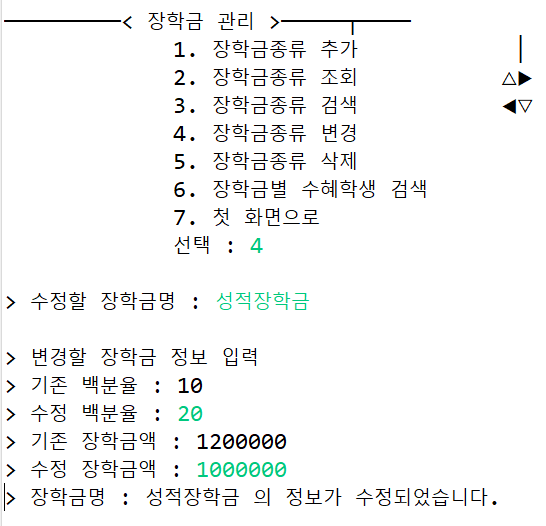 < 장학금 관리 >
1. 장학금종류 추가
2. 장학금종류 조회
3. 장학금종류 검색
4. 장학금종류 변경
5. 장학금종류 삭제
6. 장학금별 수혜학생 검색
7. 첫 화면으로
선택 : 4
> 수정할 장학금명 : 성적장학금
> 변경할 장학금 정보 입력
> 기존 백분율 : 10
> 수정 백분율 : 20
> 기존 장학금액 : 1200000
> 수정 장학금액 : 1000000
> 장학금명 : 성적장학금 의 정보가 수정되었습니다.